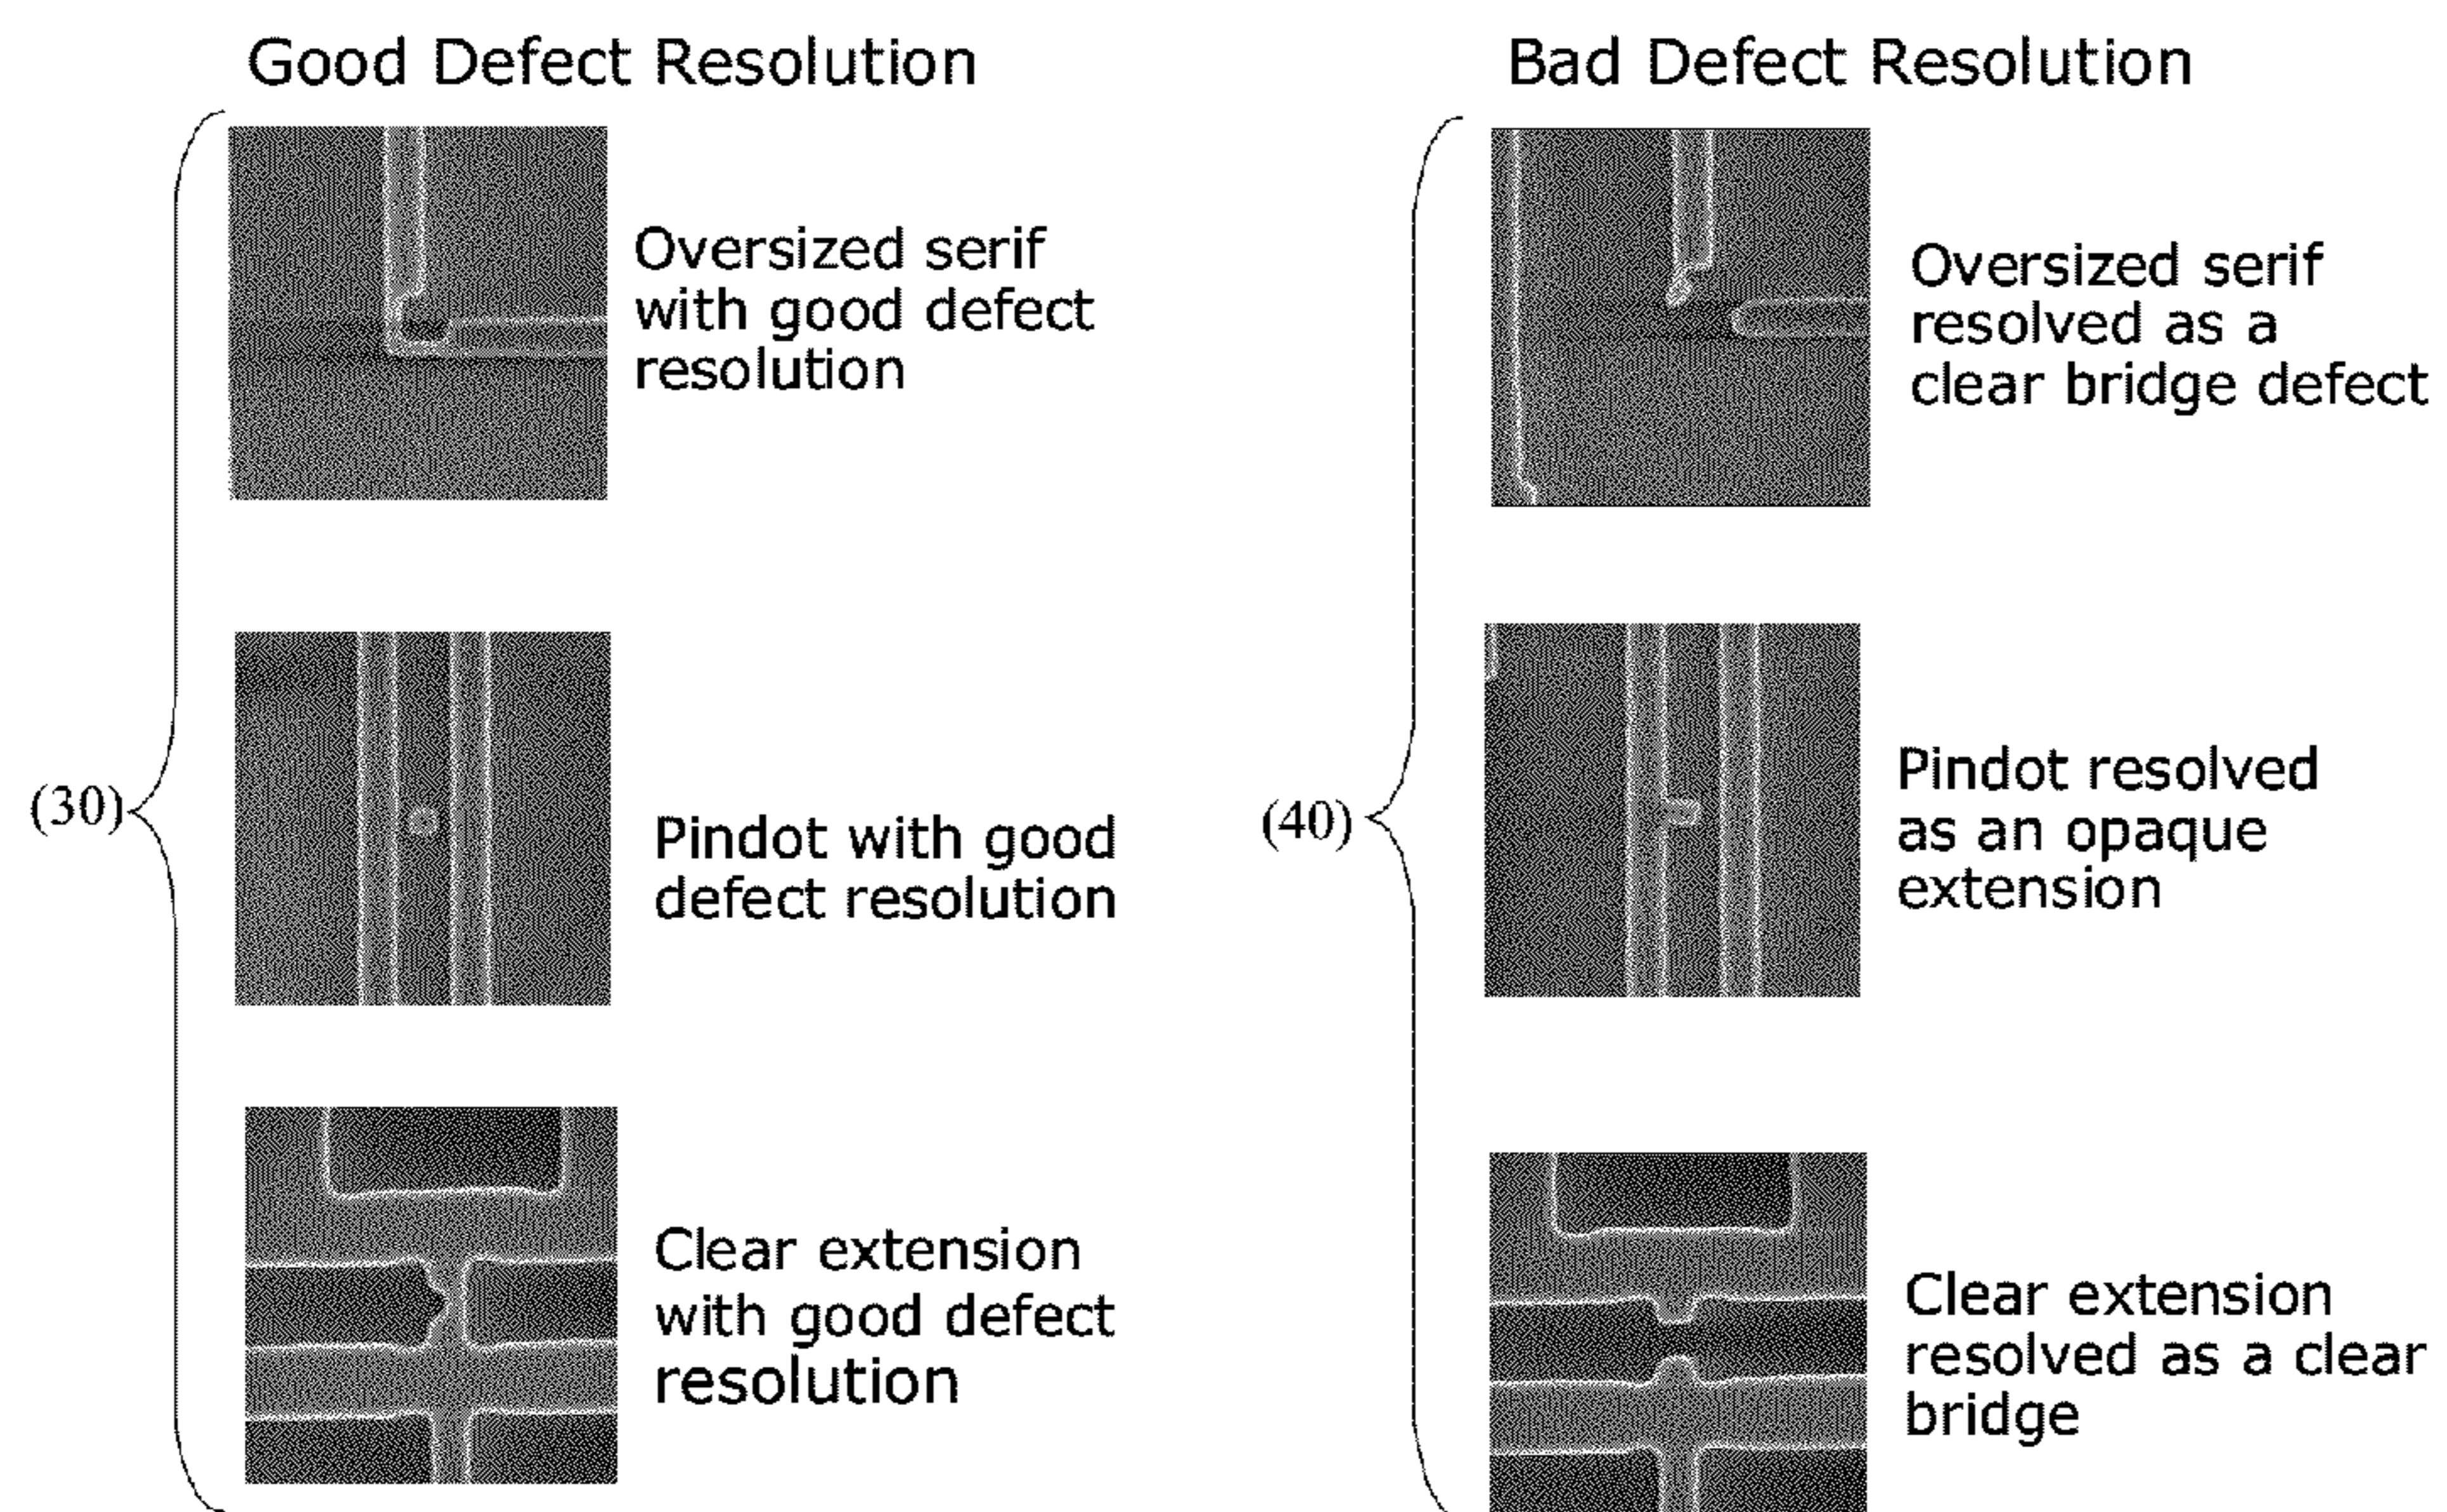 Good Defect Resolution
Oversized serif
with good defect
resolution
(30)
Pindot with good
defect resolution
Clear extension
with good defect
resolution
Bad Defect Resolution
Oversized serif
resolved as a
clear bridge defect
(40)
Pindot resolved
as an opaque
extension
Clear extension
resolved as a clear
bridge